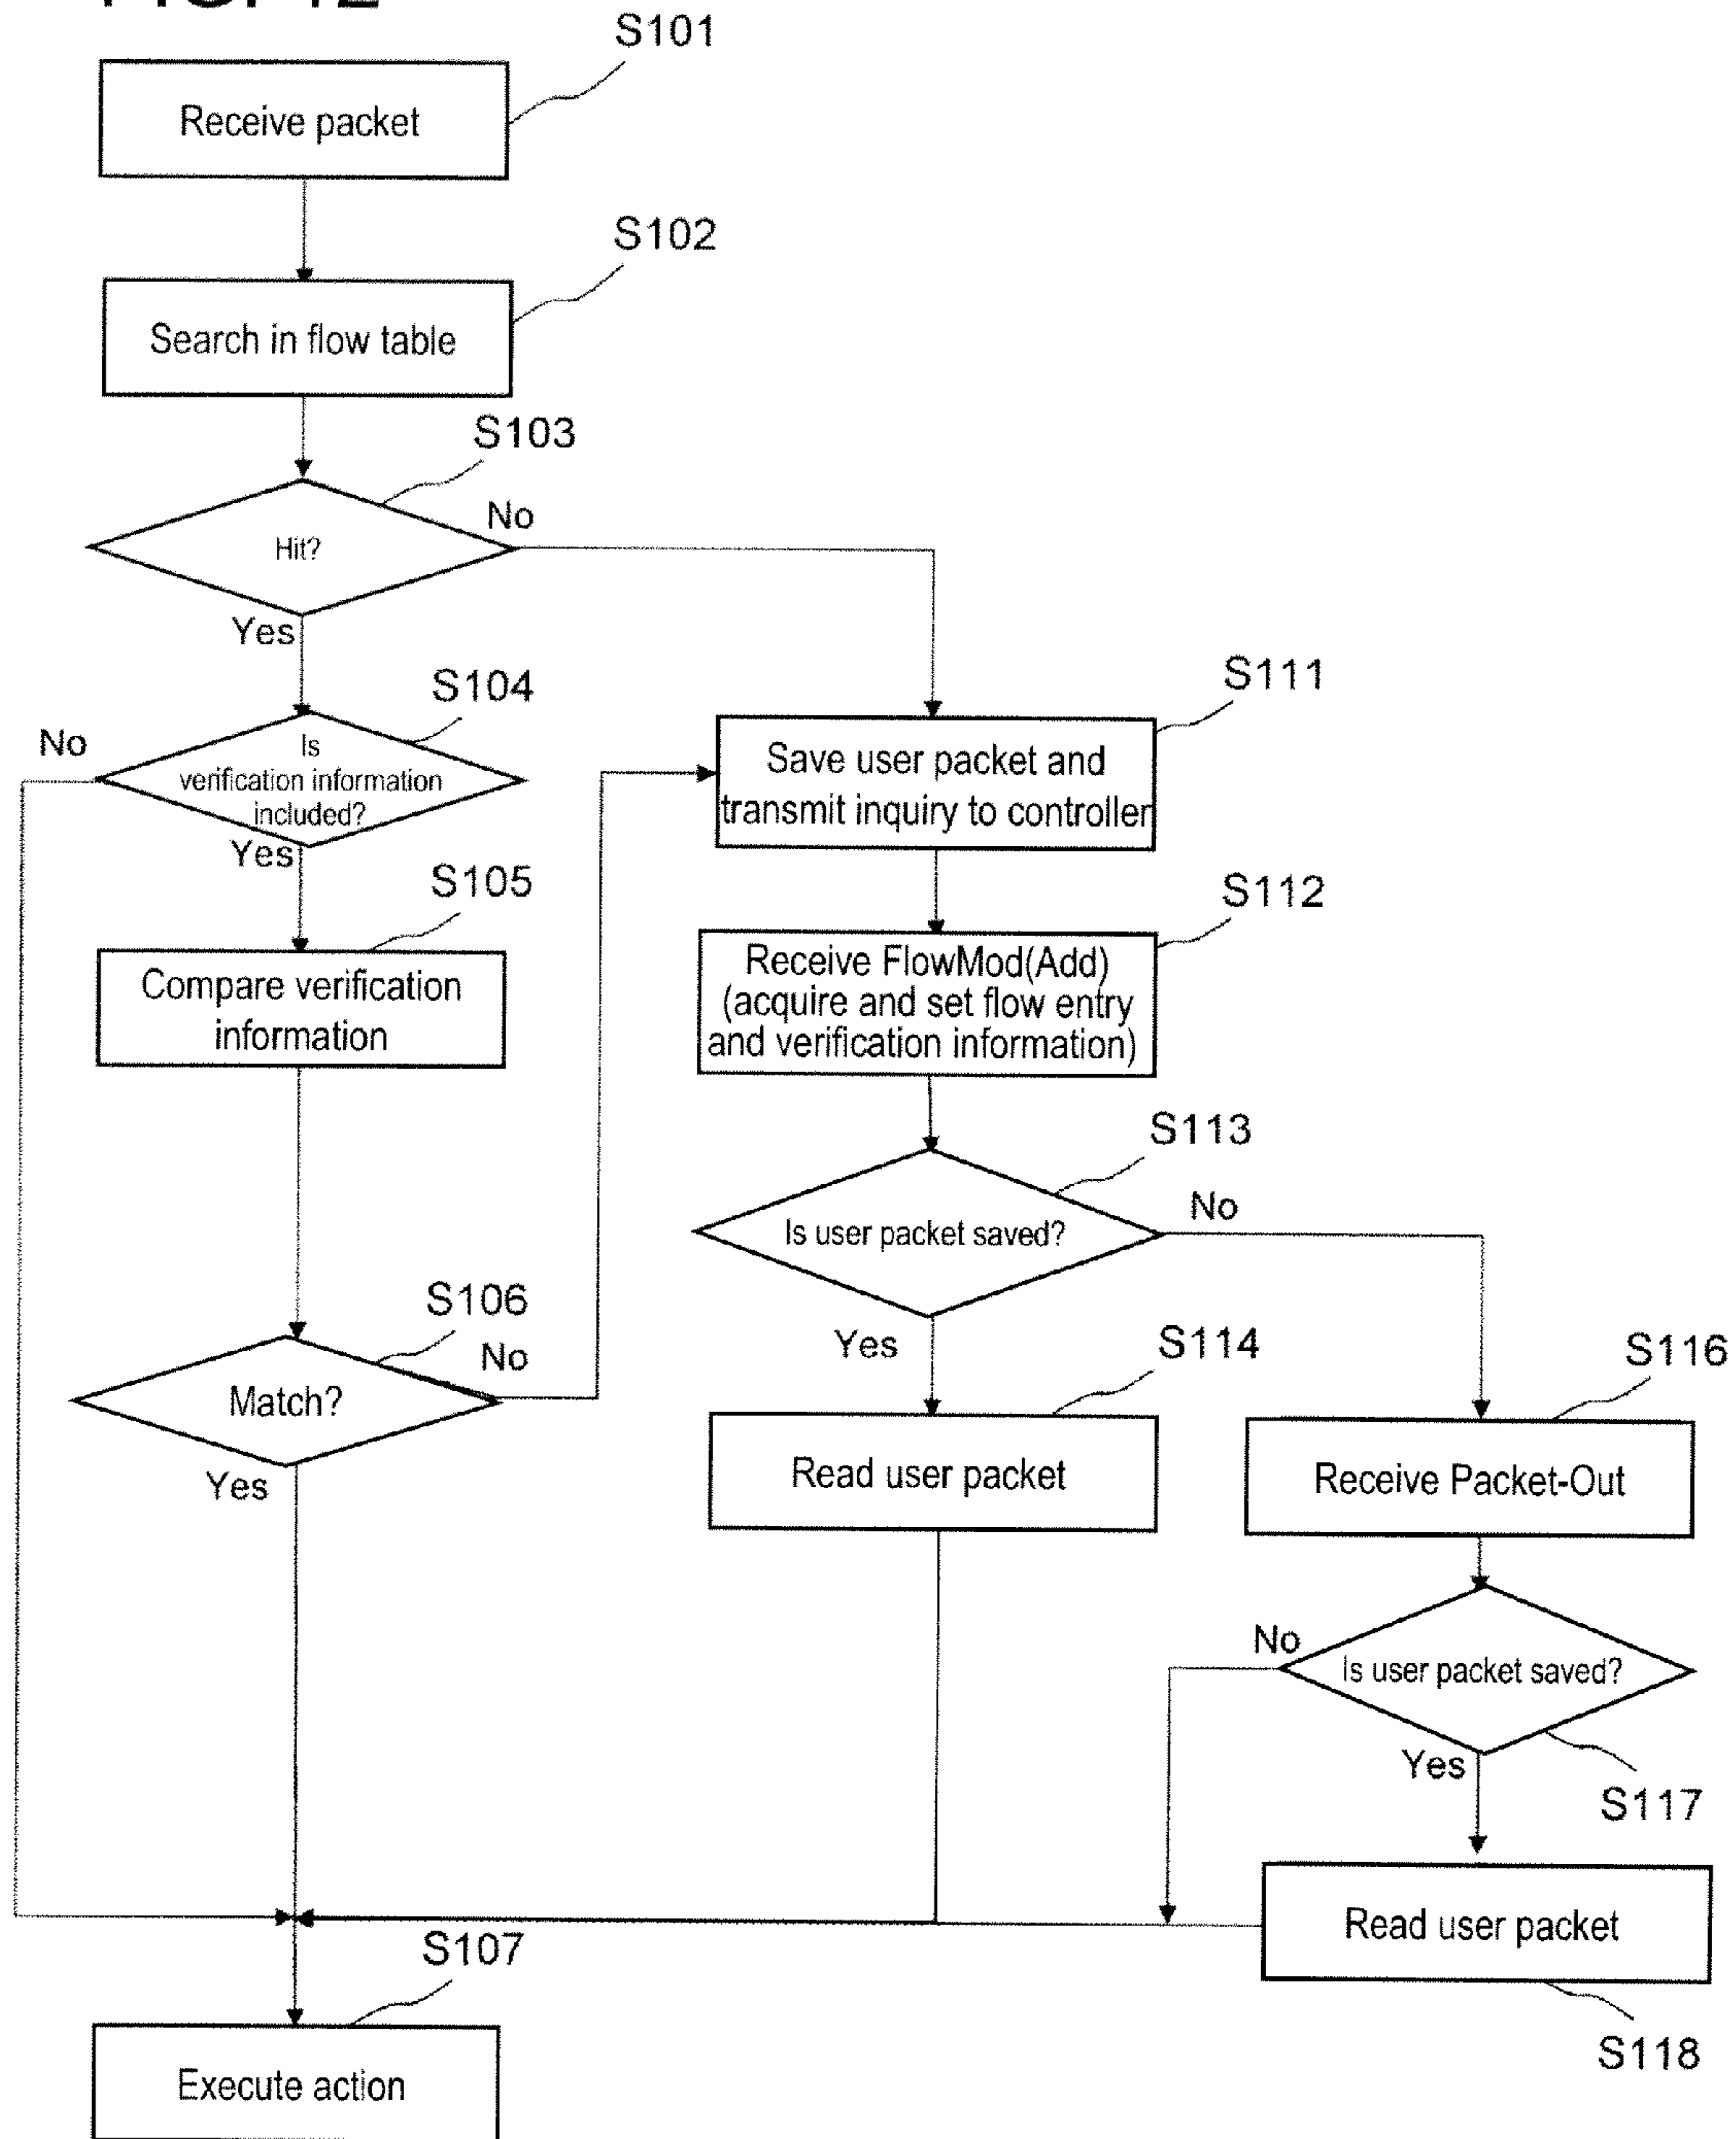 S101
Receive packet
S102
Search in flow table
S103
Hit?
No
Yes
S104
No
Is
verification information
included?
Yes
S105
Compare verification
information
S106
Match?
No
Yes
S107
Execute action
S111
Save user packet and
transmit inquiry to controller
S112
Receive FlowMod(Add)
(acquire and set flow entry
and verification information)
S113
Is user packet saved?
No
Yes
S114
Read user packet
S116
Receive Packet-Out
No
Is user packet saved?
Yes
S117
Read user packet
S118